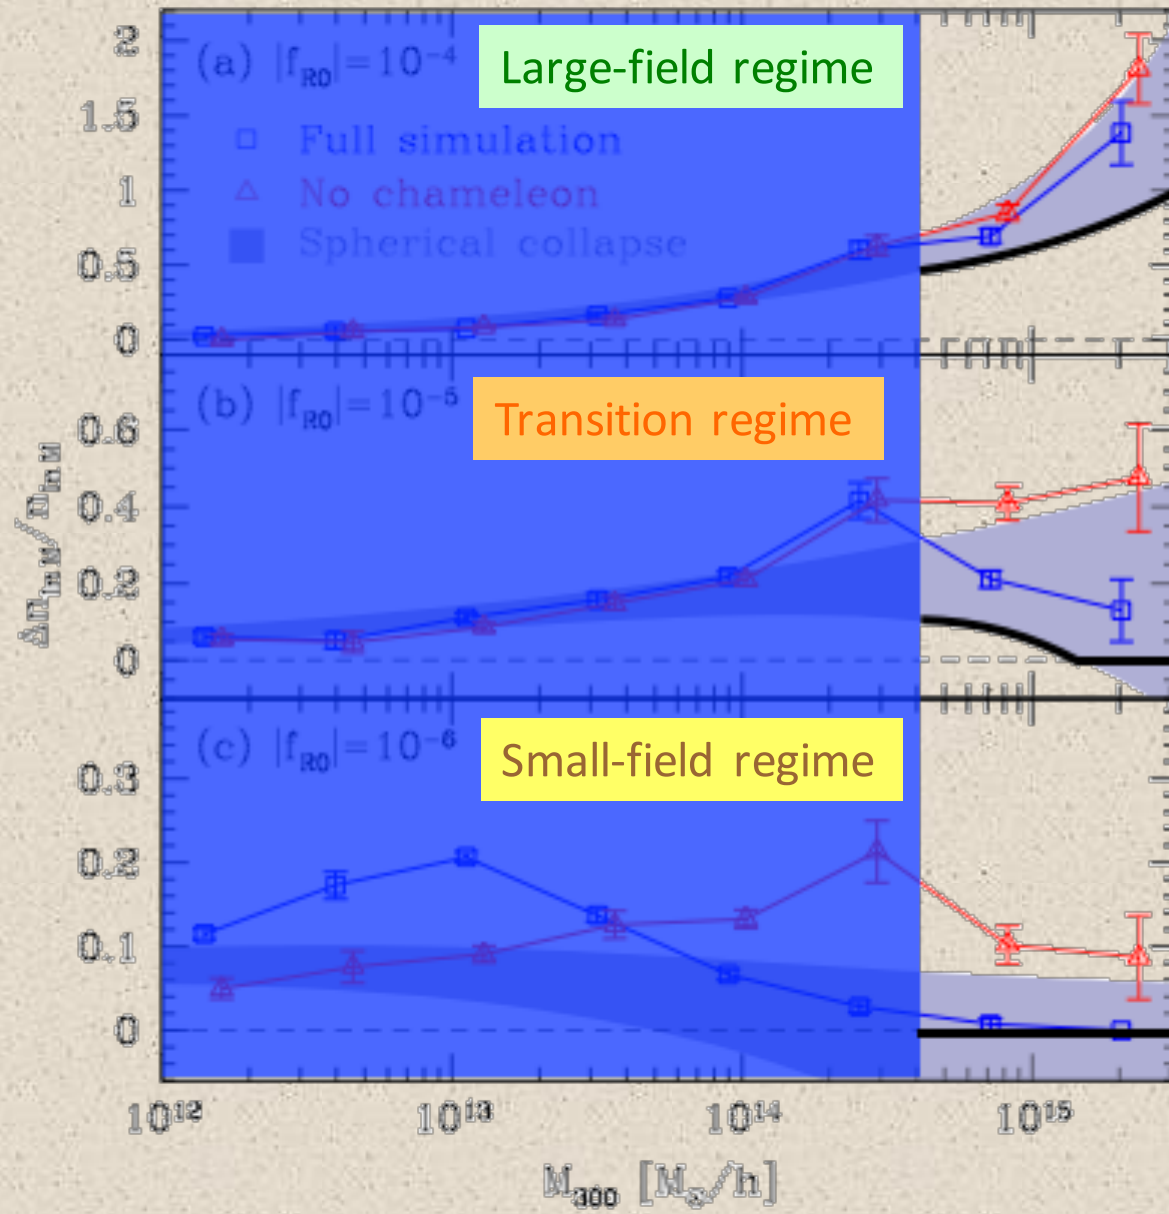 (a) |f_R0|=10^-4
Large-field regime
Full simulation
No chameleon
Spherical collapse
2
1.5
1
0.5
0
(b) |f_R0|=10^-5
Transition regime
0.6
0.4
0.2
0
Δn_lnM/n_lnM
(c) |f_R0|=10^-6
Small-field regime
0.3
0.2
0.1
0
10^12 10^13 10^14 10^15
M_300 [M_⊙/h]